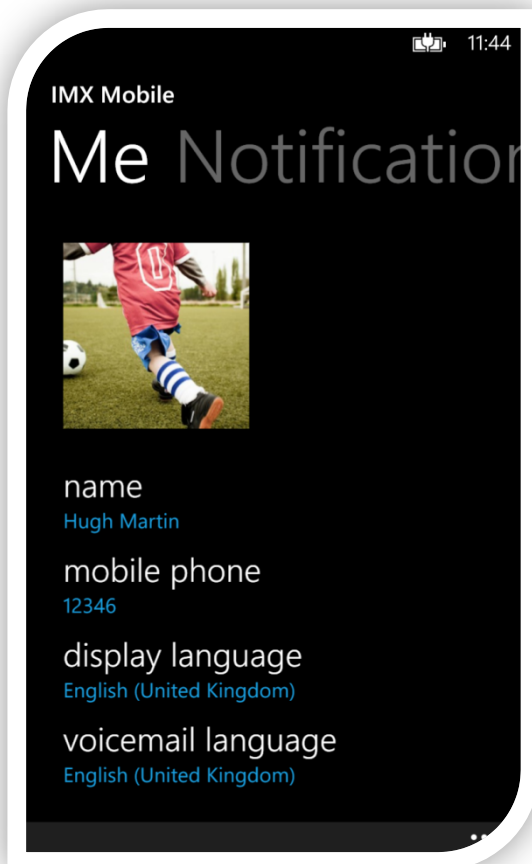 11:44
IMX Mobile
Me Notification
name
Hugh Martin
mobile phone
12346
display language
English (United Kingdom)
voicemail language
English (United Kingdom)